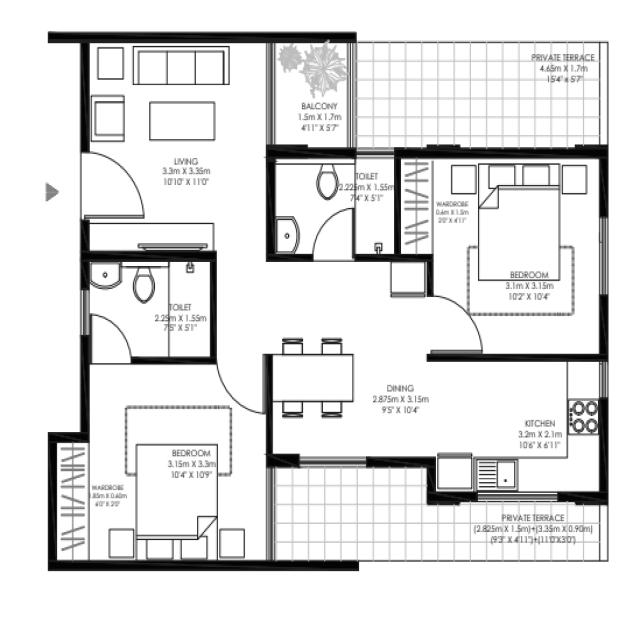 PRIVATE TERRACE
4.65m X 1.7m
15'4" x 5'7"
BALCONY
1.5m X 1.7m
4'11" X 5'7"
LIVING
3.3m X 3.35m
10'10" X 11'0"
TOILET
2.225m X 1.55m
7'4" X 5'1"
WARDROBE
0.6m X 1.5m
2'0" X 4'11"
BEDROOM
3.1m X 3.15m
10'2" X 10'4"
TOILET
2.25m X 1.55m
7'5" X 5'1"
DINING
2.875m X 3.15m
9'5" X 10'4"
KITCHEN
3.2m X 2.1m
10'6" X 6'11"
BEDROOM
3.15m X 3.3m
10'4" X 10'9"
WARDROBE
1.85m X 0.60m
6'0" X 2'0"
PRIVATE TERRACE
(2.825m X 1.5m)+(3.35m X 0.90m)
(9'3" X 4'11")+(11'0"X3'0")